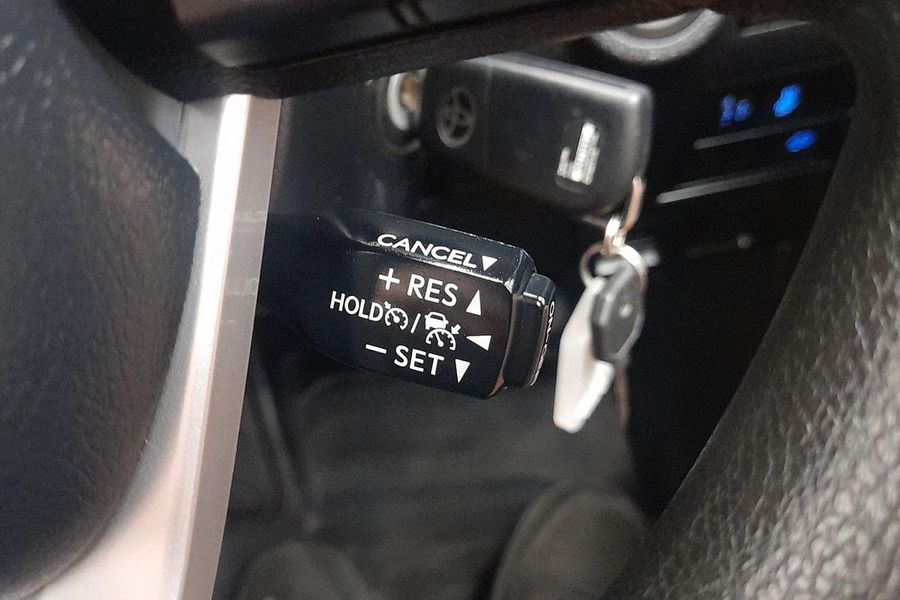 CANCEL▼
+ RES ▲
HOLD /  ◄
− SET ▼